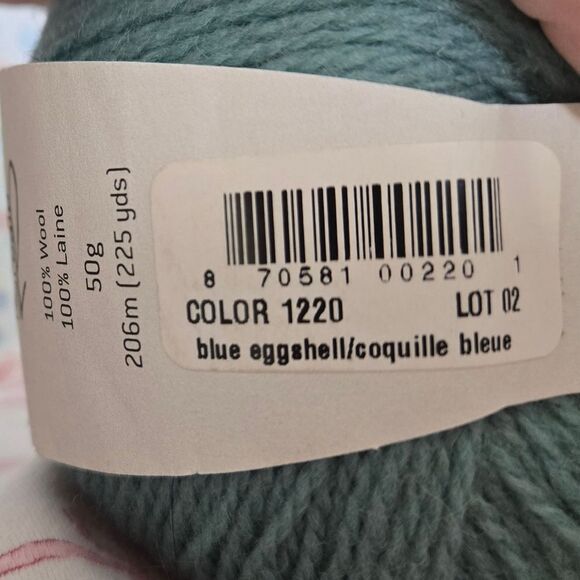 100% Wool
100% Laine
50g
206m (225 yds)
8 70581 00220 1
COLOR 1220 LOT 02
blue eggshell/coquille bleue